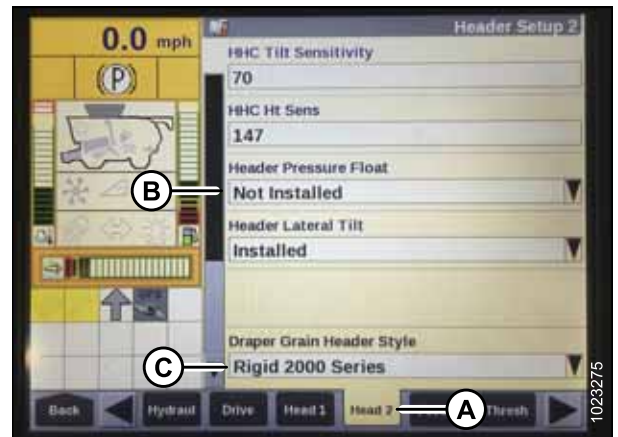 0.0 mph
Header Setup 2
(P)
HHC Tilt Sensitivity
70
HHC Ht Sens
147
Header Pressure Float
B
Not Installed
Header Lateral Tilt
Installed
Draper Grain Header Style
C
Rigid 2000 Series
Back
Hydraul
Drive
Head 1
Head 2
A
Thresh
1023275